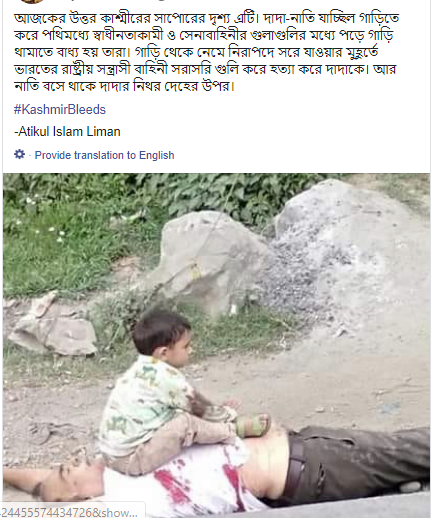 আজকের উত্তর কাশ্মীরের সাপোরের দৃশ্য এটি। দাদা-নাতি যাচ্ছিল গাড়িতে
করে পথিমধ্যে স্বাধীনতাকামী ও সেনাবাহিনীর গুলাগুলির মধ্যে পড়ে গাড়ি
থামাতে বাধ্য হয় তারা। গাড়ি থেকে নেমে নিরাপদে সরে যাওয়ার মুহূর্তে
ভারতের রাষ্ট্রীয় সন্ত্রাসী বাহিনী সরাসরি গুলি করে হত্যা করে দাদাকে। আর
নাতি বসে থাকে দাদার নিথর দেহের উপর।
#KashmirBleeds
-Atikul Islam Liman
· Provide translation to English
244555744347268&show...